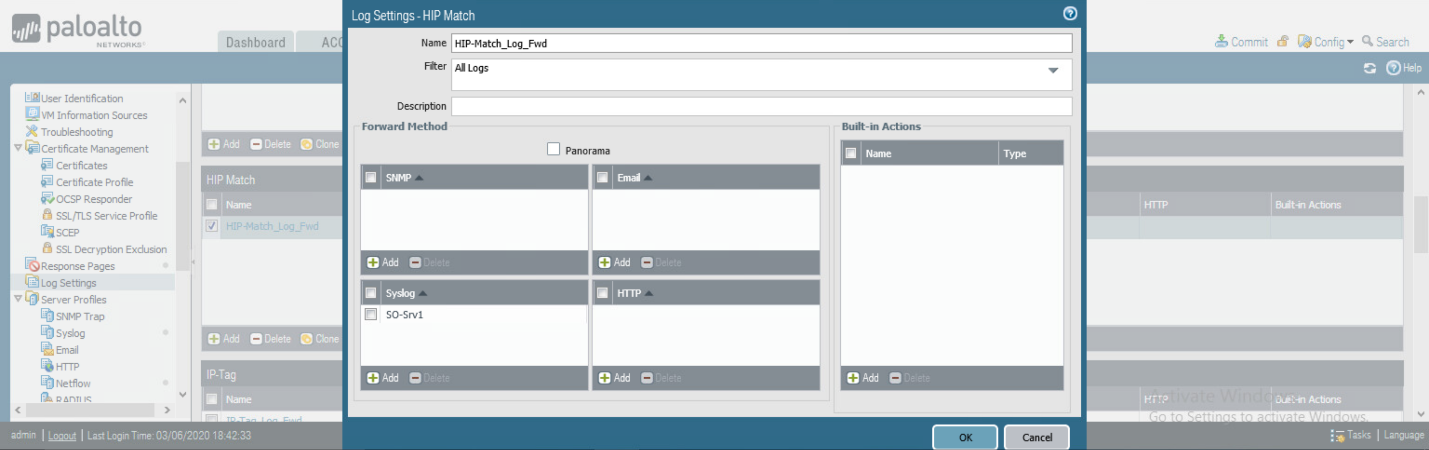 paloalto
NETWORKS
Dashboard
ACC
Commit
Config
Search
Help
User Identification
VM Information Sources
Troubleshooting
Certificate Management
Certificates
Certificate Profile
OCSP Responder
SSL/TLS Service Profile
SCEP
SSL Decryption Exclusion
Response Pages
Log Settings
Server Profiles
SNMP Trap
Syslog
Email
HTTP
Netflow
RADIUS
Add Delete Clone
HIP Match
Name
HIP-Match_Log_Fwd
Add Delete Clone
IP-Tag
Name
IP-Tag_Log_Fwd
Log Settings - HIP Match
Name HIP-Match_Log_Fwd
Filter All Logs
Description
Forward Method
Panorama
SNMP
Email
Add Delete
Add Delete
Syslog
HTTP
SO-Srv1
Add Delete
Add Delete
Built-in Actions
Name Type
Add Delete
OK Cancel
HTTP Built-in Actions
HTTP Built-in Actions
Activate Windows
Go to Settings to activate Windows.
admin | Logout | Last Login Time: 03/06/2020 18:42:33
Tasks | Language